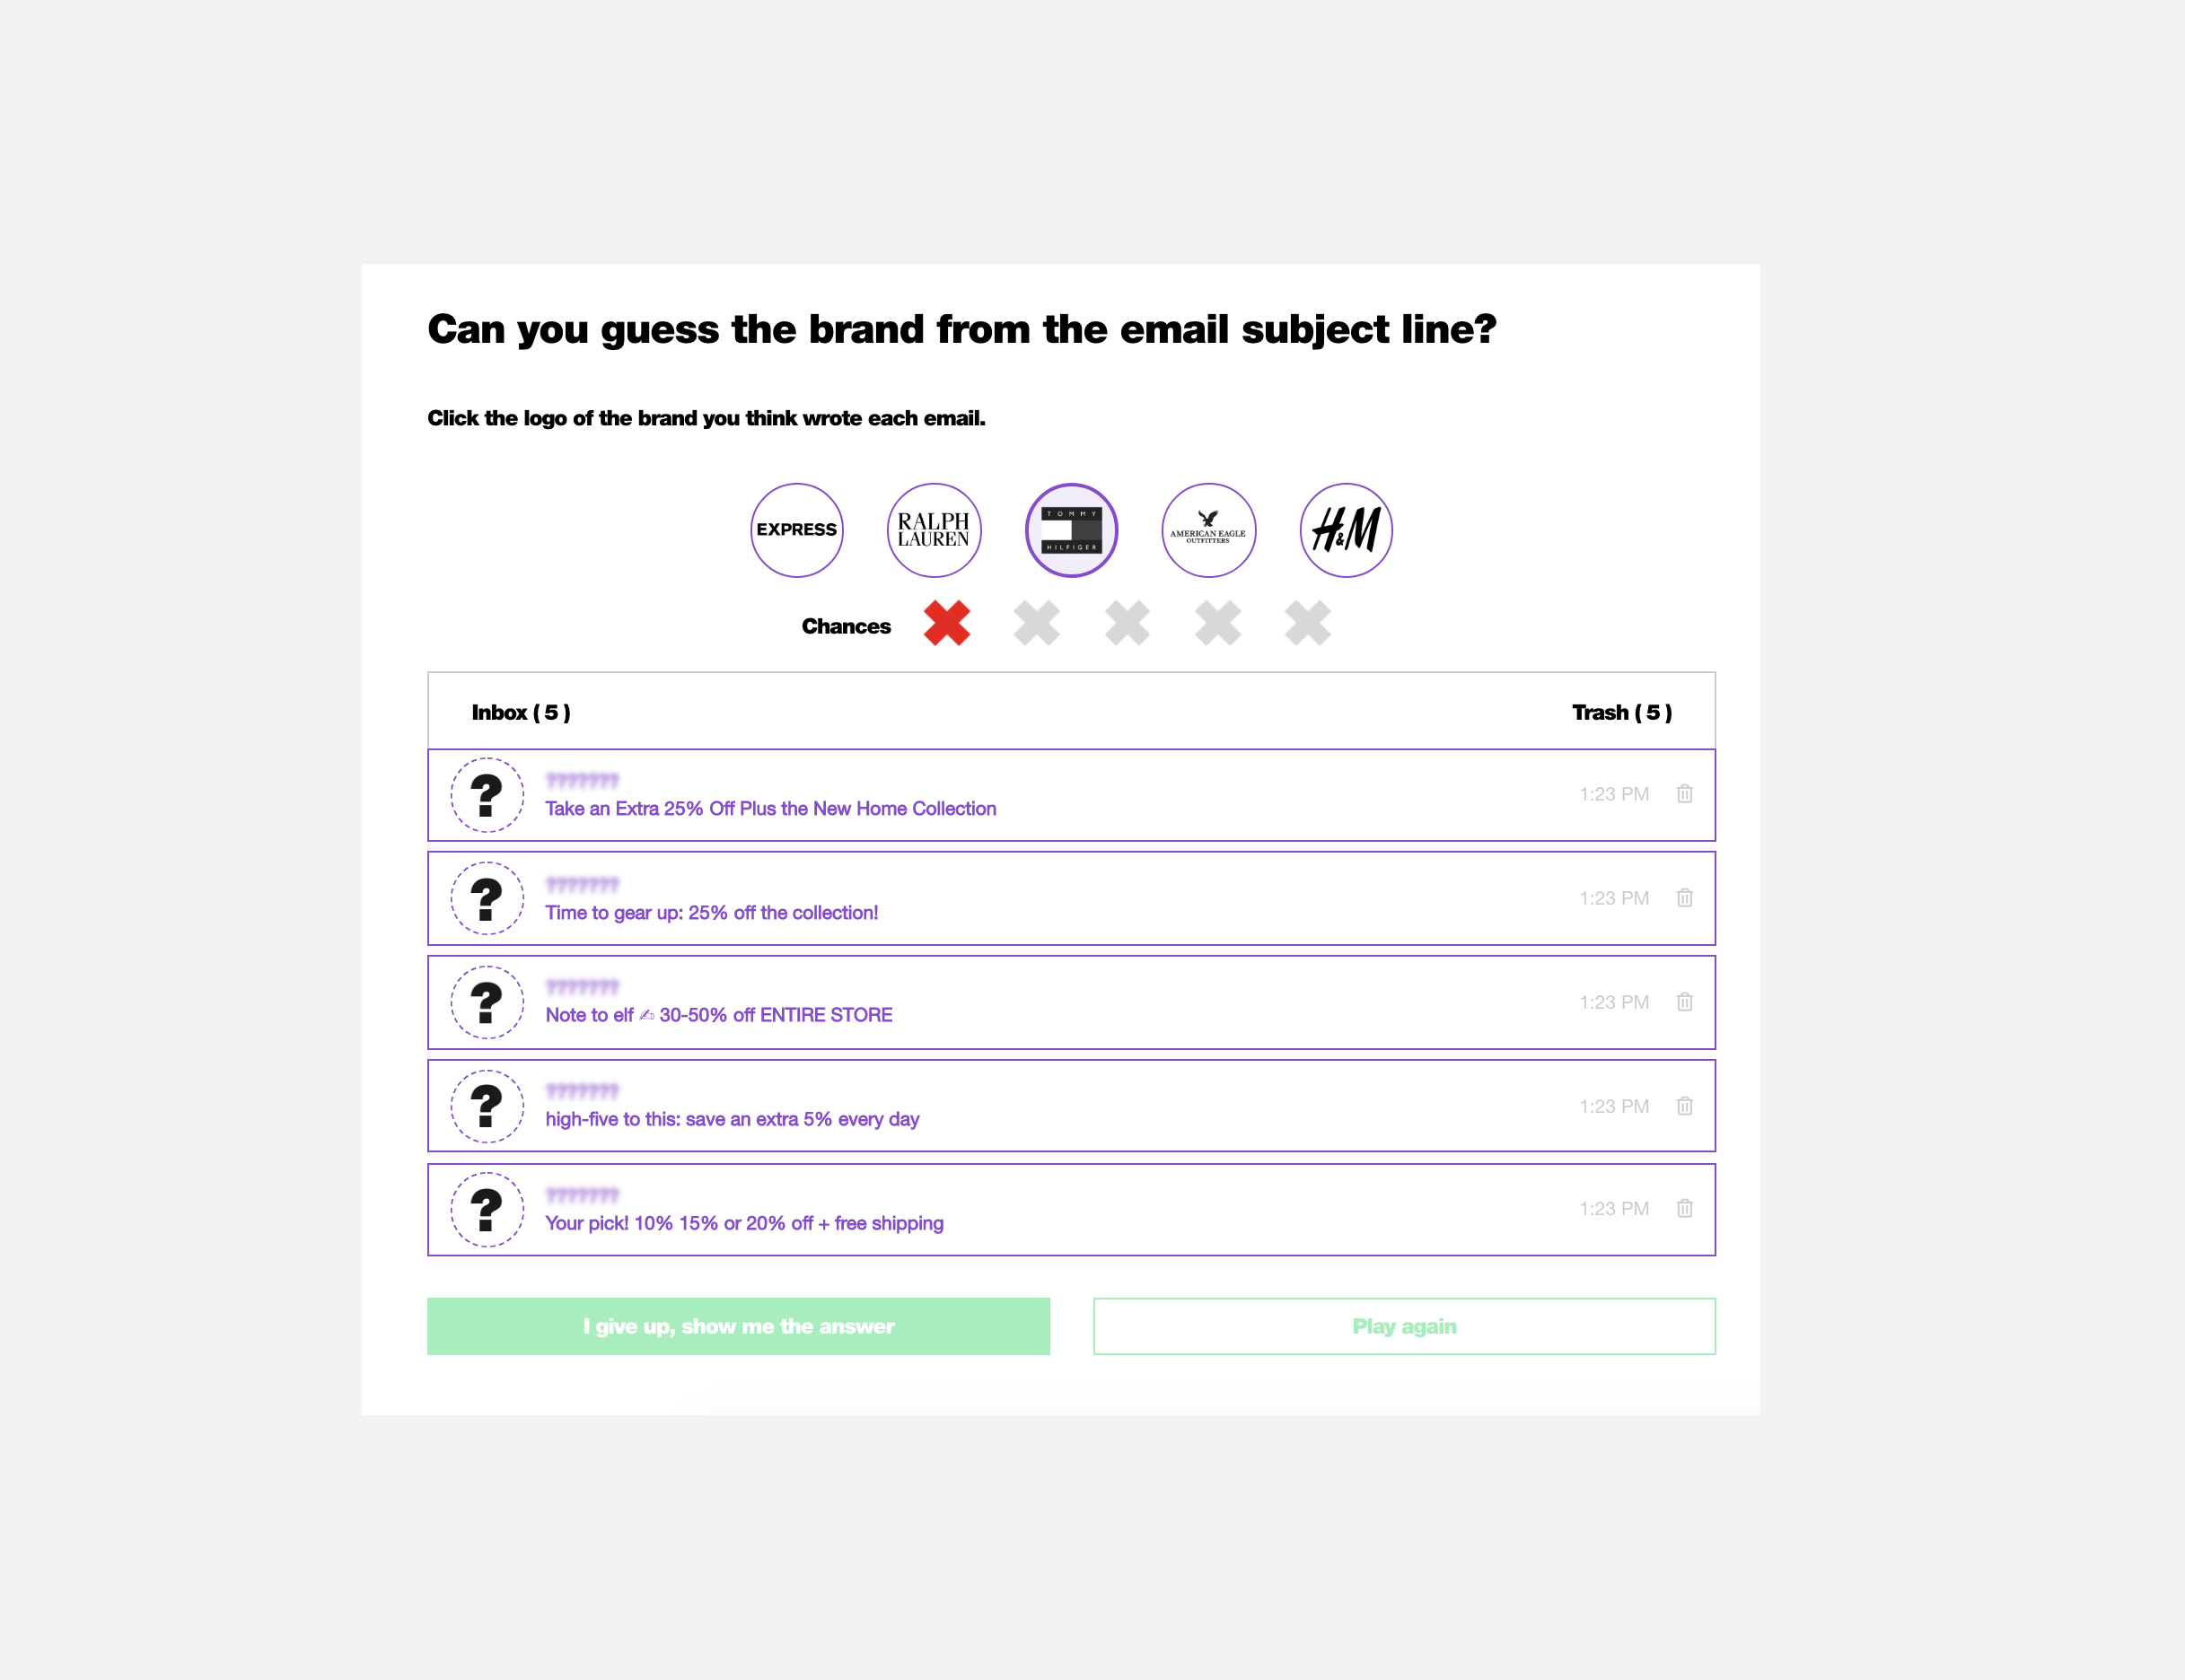 Can you guess the brand from the email subject line?
Click the logo of the brand you think wrote each email.
EXPRESS
RALPH
LAUREN
TOMMY
HILFIGER
AMERICAN EAGLE
OUTFITTERS
H&M
Chances
Inbox ( 5 )
Trash ( 5 )
???????
Take an Extra 25% Off Plus the New Home Collection
1:23 PM
???????
Time to gear up: 25% off the collection!
1:23 PM
???????
Note to elf ✍ 30-50% off ENTIRE STORE
1:23 PM
???????
high-five to this: save an extra 5% every day
1:23 PM
???????
Your pick! 10% 15% or 20% off + free shipping
1:23 PM
I give up, show me the answer
Play again